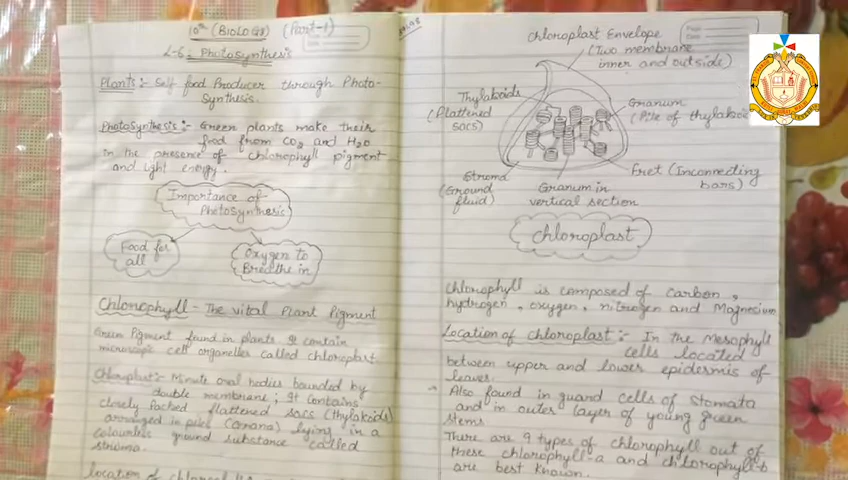 10th (BIOLOGY) (Part-1)
L-6 : Photosynthesis
Plants :- Self food Producer through Photo-
Synthesis.
Photosynthesis :- Green plants make their
food from CO2 and H2O
in the presence of chlorophyll pigment
and light energy.
Importance of
Photosynthesis
Food for
all
Oxygen to
Breathe in
Chlorophyll - The vital Plant Pigment
Green Pigment found in plants It contain
microscopic cell organelles called chloroplast.
Chloroplast :- Minute oval bodies bounded by
double membrane; It contains
closely Packed flattened sacs (thylakoids)
arranged in piles (Grana) lying in a
colourless ground substance called
stroma.
location of
Page
Date
chloroplast Envelope
(Two membrane
inner and outside)
Thylakoids
(Flattened
sacs)
Granum
(Pile of thylakoid
Stroma
(Ground
fluid)
Granum in
vertical section
Fret (Inconnecting
bars)
chloroplast
Chlorophyll is composed of carbon,
hydrogen, oxygen, nitrogen and Magnesium
Location of chloroplast :- In the Mesophyll
cells located
between upper and lower epidermis of
leaves.
Also found in guard cells of stomata
and in outer layer of young green
stems
There are 9 types of chlorophyll out of
these chlorophyll-a and chlorophyll-b
are best known.